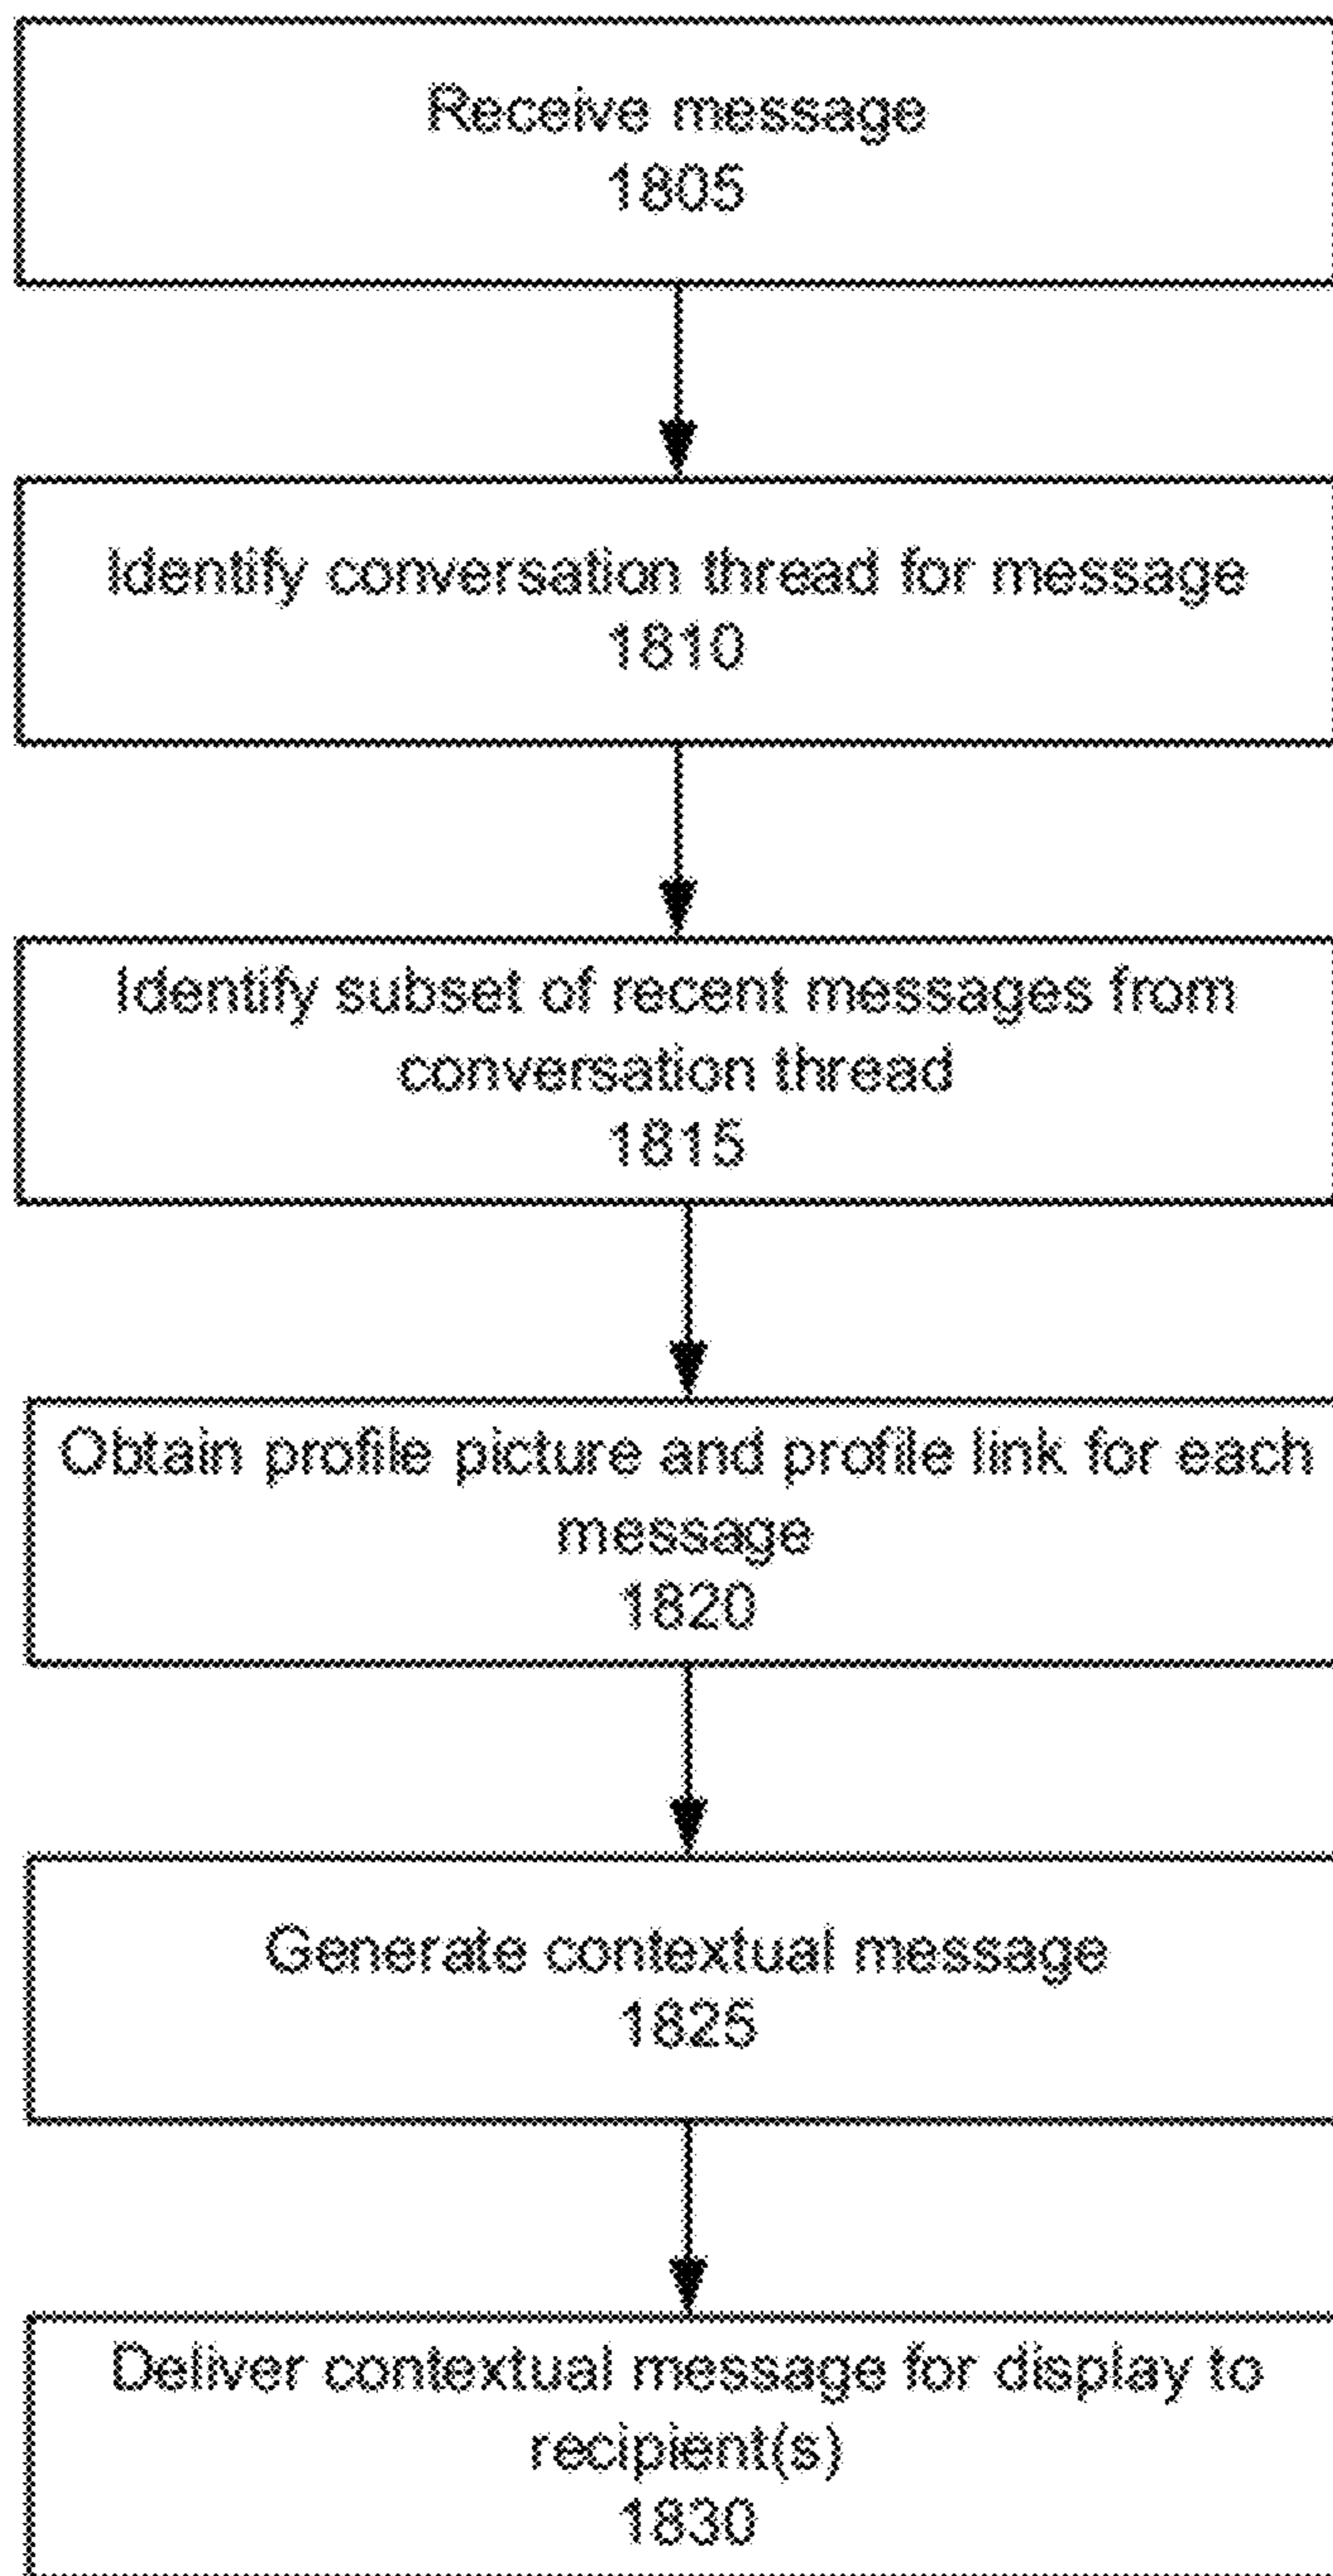 Receive message
1805
Identify conversation thread for message
1810
Identify subset of recent messages from
conversation thread
1815
Obtain profile picture and profile link for each
message
1820
Generate contextual message
1825
Deliver contextual message for display to
recipient(s)
1830